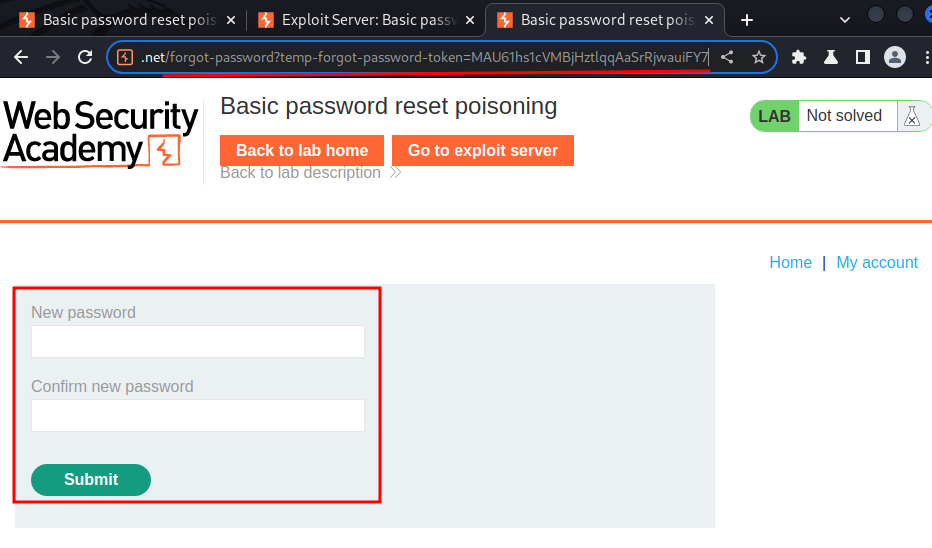 Basic password reset pois
Exploit Server: Basic passw
Basic password reset pois
.net/forgot-password?temp-forgot-password-token=MAU61hs1cVMBjHztlqqAaSrRjwauiFY7
Web Security
Academy
Basic password reset poisoning
LAB Not solved
Back to lab home Go to exploit server
Back to lab description
Home | My account
New password
Confirm new password
Submit